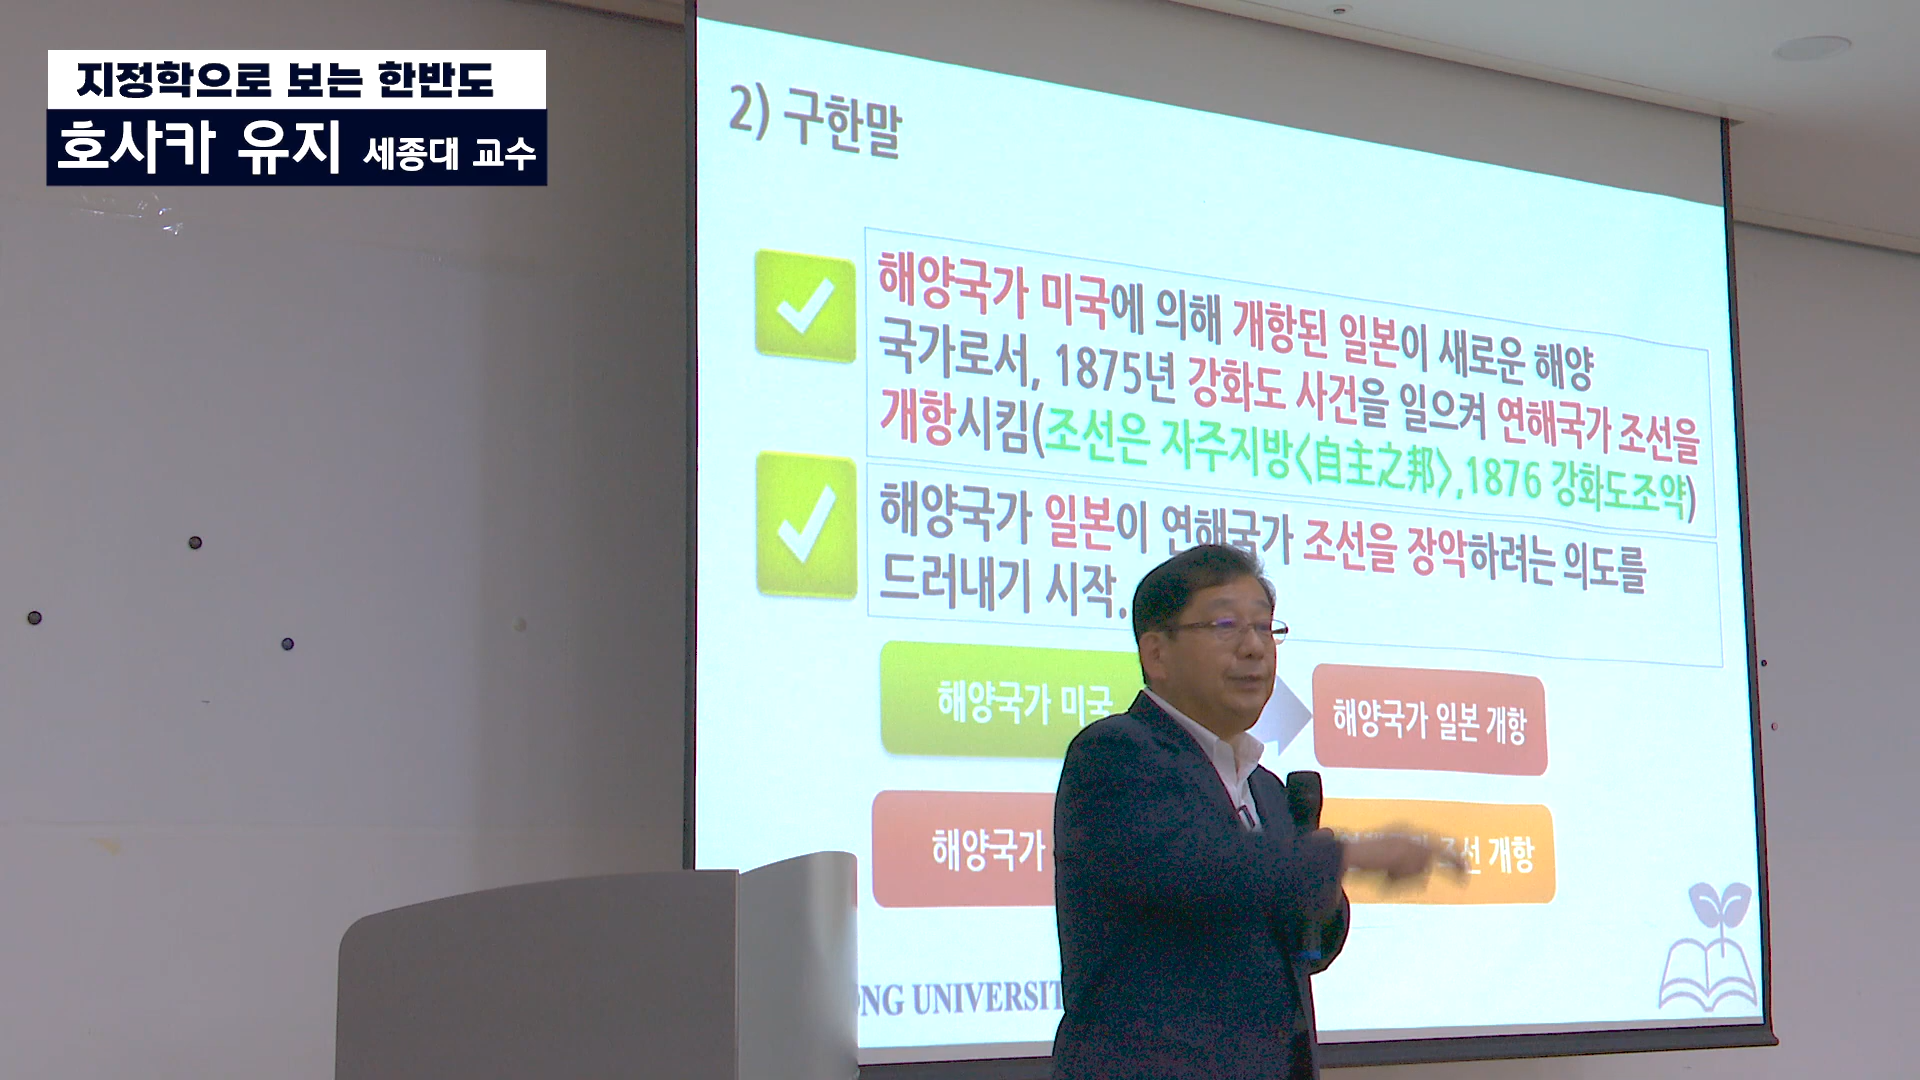 지정학으로 보는 한반도
호사카 유지 세종대 교수
2) 구한말
해양국가 미국에 의해 개항된 일본이 새로운 해양
국가로서, 1875년 강화도 사건을 일으켜 연해국가 조선을
개항시킴(조선은 자주지방<自主之邦>,1876 강화도조약)
해양국가 일본이 연해국가 조선을 장악하려는 의도를
드러내기 시작.
해양국가 미국
해양국가 일본 개항
해양국가
조선 개항
UNIVERSIT